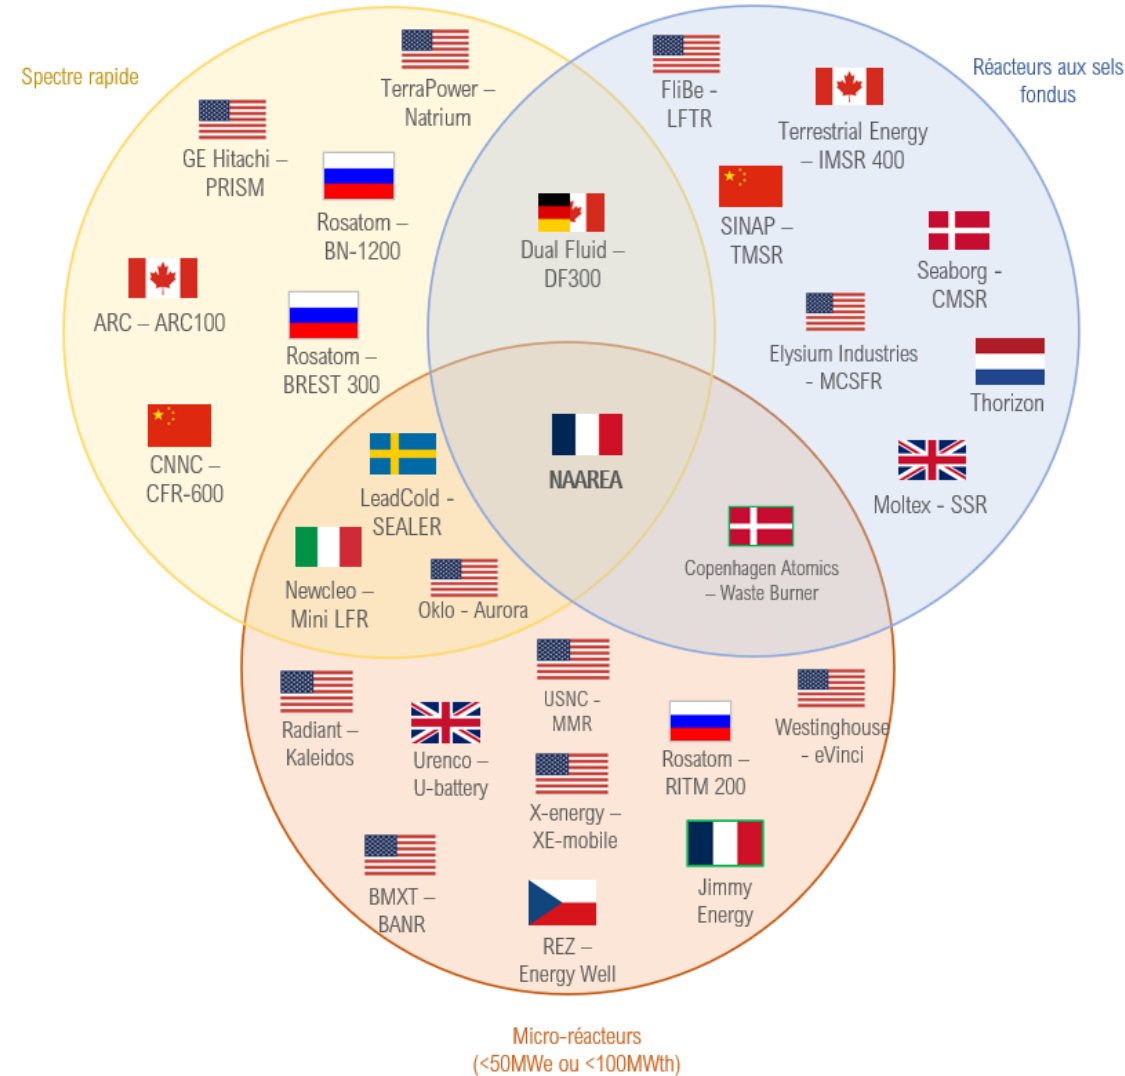 Spectre rapide
Réacteurs aux sels
fondus
TerraPower –
Natrium
GE Hitachi –
PRISM
Rosatom –
BN-1200
ARC – ARC100
Rosatom –
BREST 300
CNNC –
CFR-600
Dual Fluid –
DF300
FliBe -
LFTR
Terrestrial Energy
– IMSR 400
SINAP –
TMSR
Seaborg -
CMSR
Elysium Industries
- MCSFR
Thorizon
Moltex - SSR
NAAREA
LeadCold -
SEALER
Newcleo –
Mini LFR
Oklo - Aurora
Copenhagen Atomics
– Waste Burner
USNC -
MMR
Radiant –
Kaleidos
Urenco –
U-battery
Rosatom –
RITM 200
Westinghouse
- eVinci
X-energy –
XE-mobile
BMXT –
BANR
Jimmy
Energy
REZ –
Energy Well
Micro-réacteurs
(<50MWe ou <100MWth)